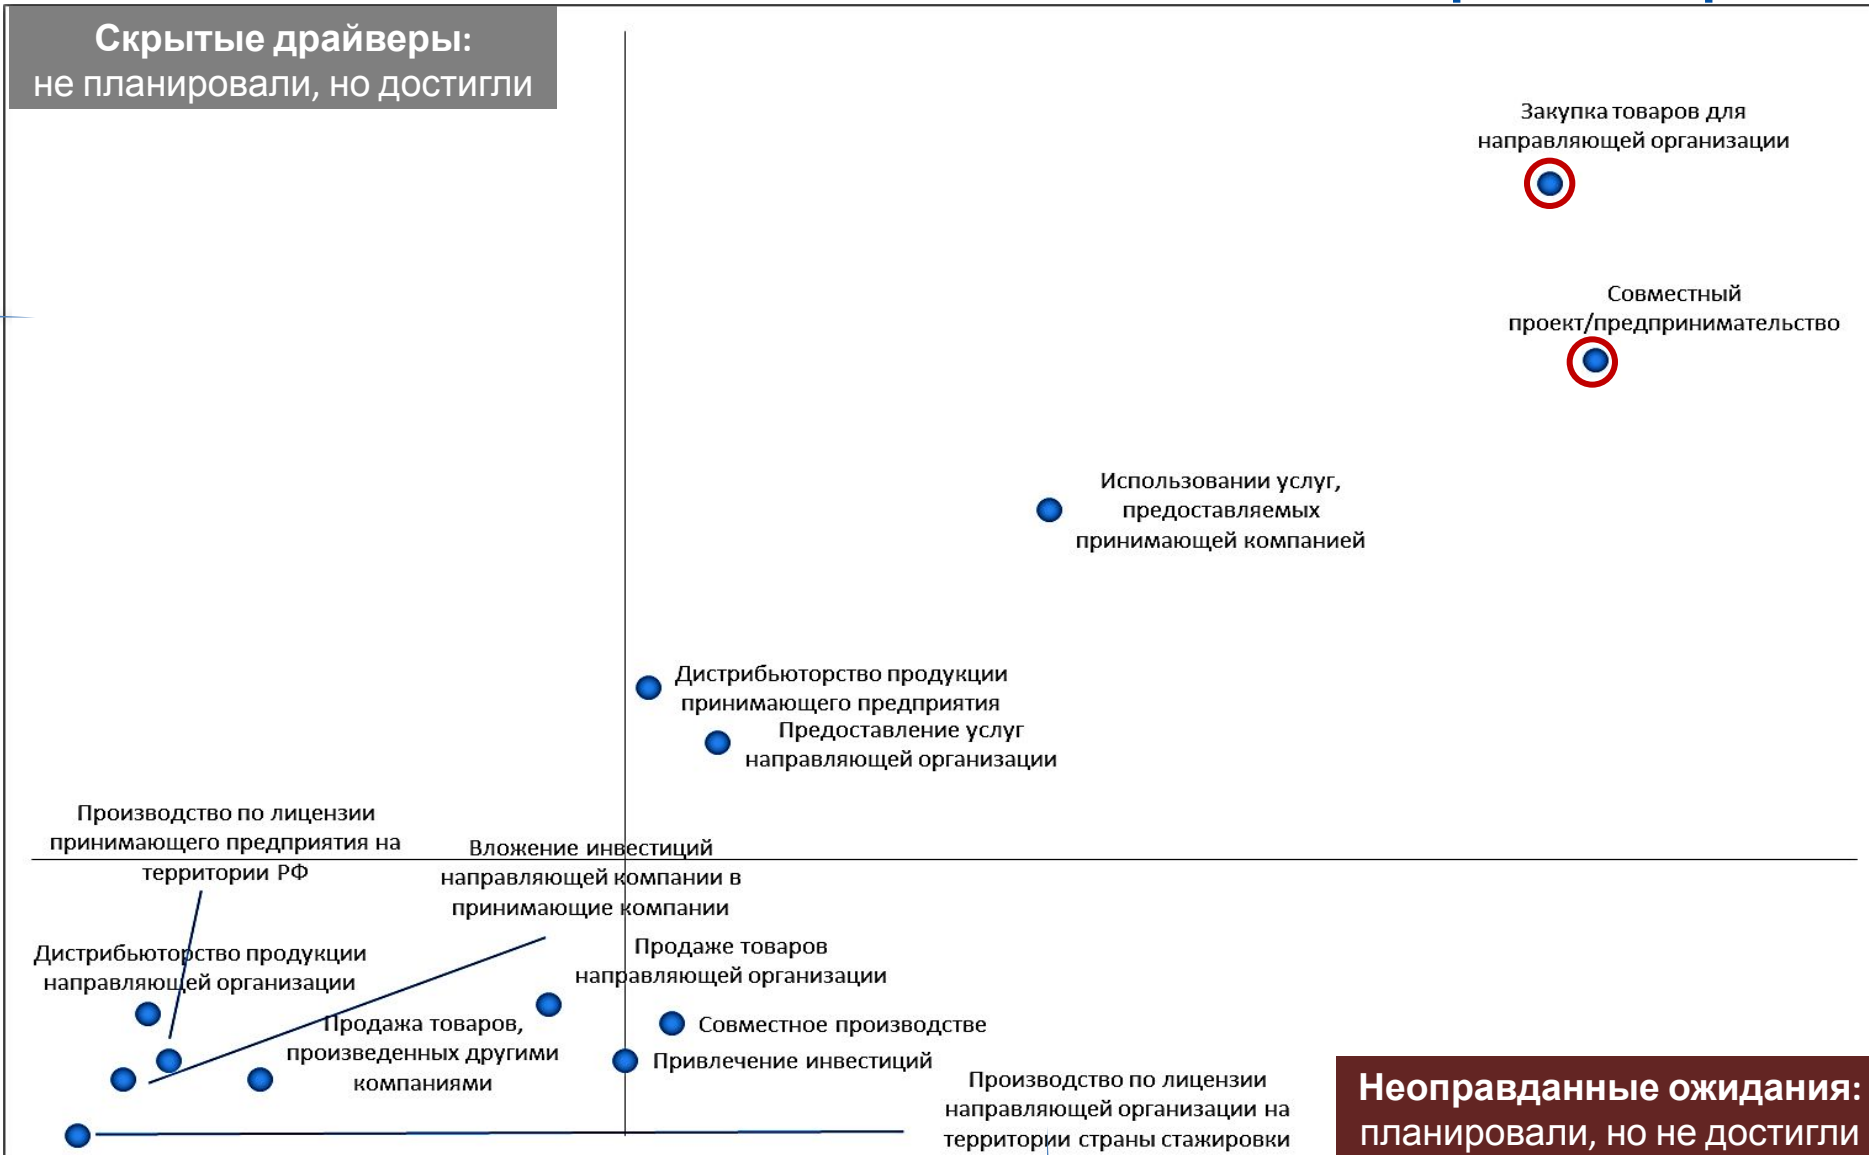 Скрытые драйверы:
не планировали, но достигли
Закупка товаров для
направляющей организации
Совместный
проект/предпринимательство
Использовании услуг,
предоставляемых
принимающей компанией
Дистрибьюторство продукции
принимающего предприятия
Предоставление услуг
направляющей организации
Производство по лицензии
принимающего предприятия на
территории РФ
Вложение инвестиций
направляющей компании в
принимающие компании
Дистрибьюторство продукции
направляющей организации
Продаже товаров
направляющей организации
Продажа товаров,
произведенных другими
компаниями
Совместное производстве
Привлечение инвестиций
Производство по лицензии
направляющей организации на
территории страны стажировки
Неоправданные ожидания:
планировали, но не достигли